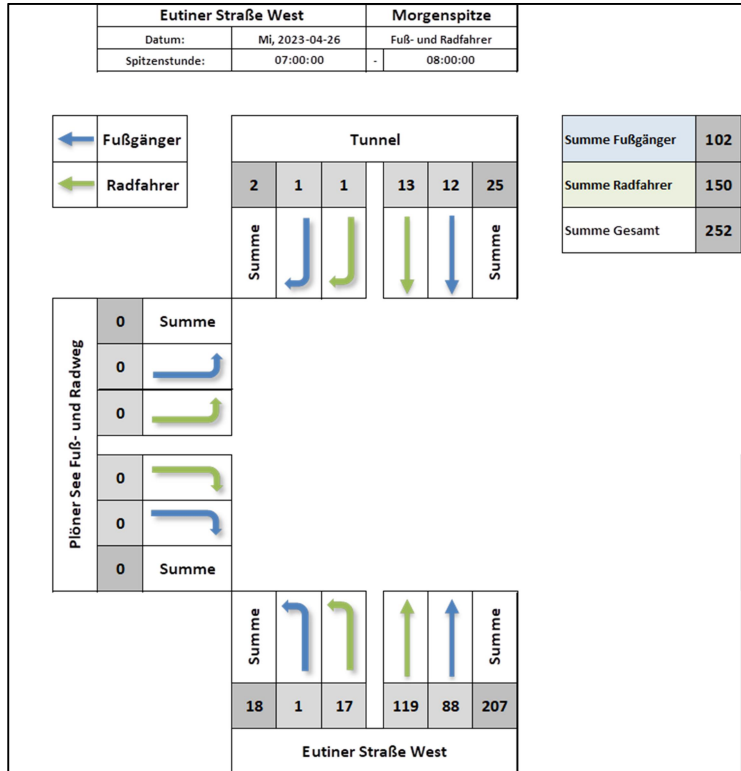 Eutiner Straße West Morgenspitze
Datum: Mi, 2023-04-26 Fuß- und Radfahrer
Spitzenstunde: 07:00:00 - 08:00:00
Fußgänger
Radfahrer
Tunnel
2 1 1 13 12 25
Summe Summe
Summe Fußgänger 102
Summe Radfahrer 150
Summe Gesamt 252
Plöner See Fuß- und Radweg
0 Summe
0
0
0
0
0 Summe
Summe Summe
18 1 17 119 88 207
Eutiner Straße West